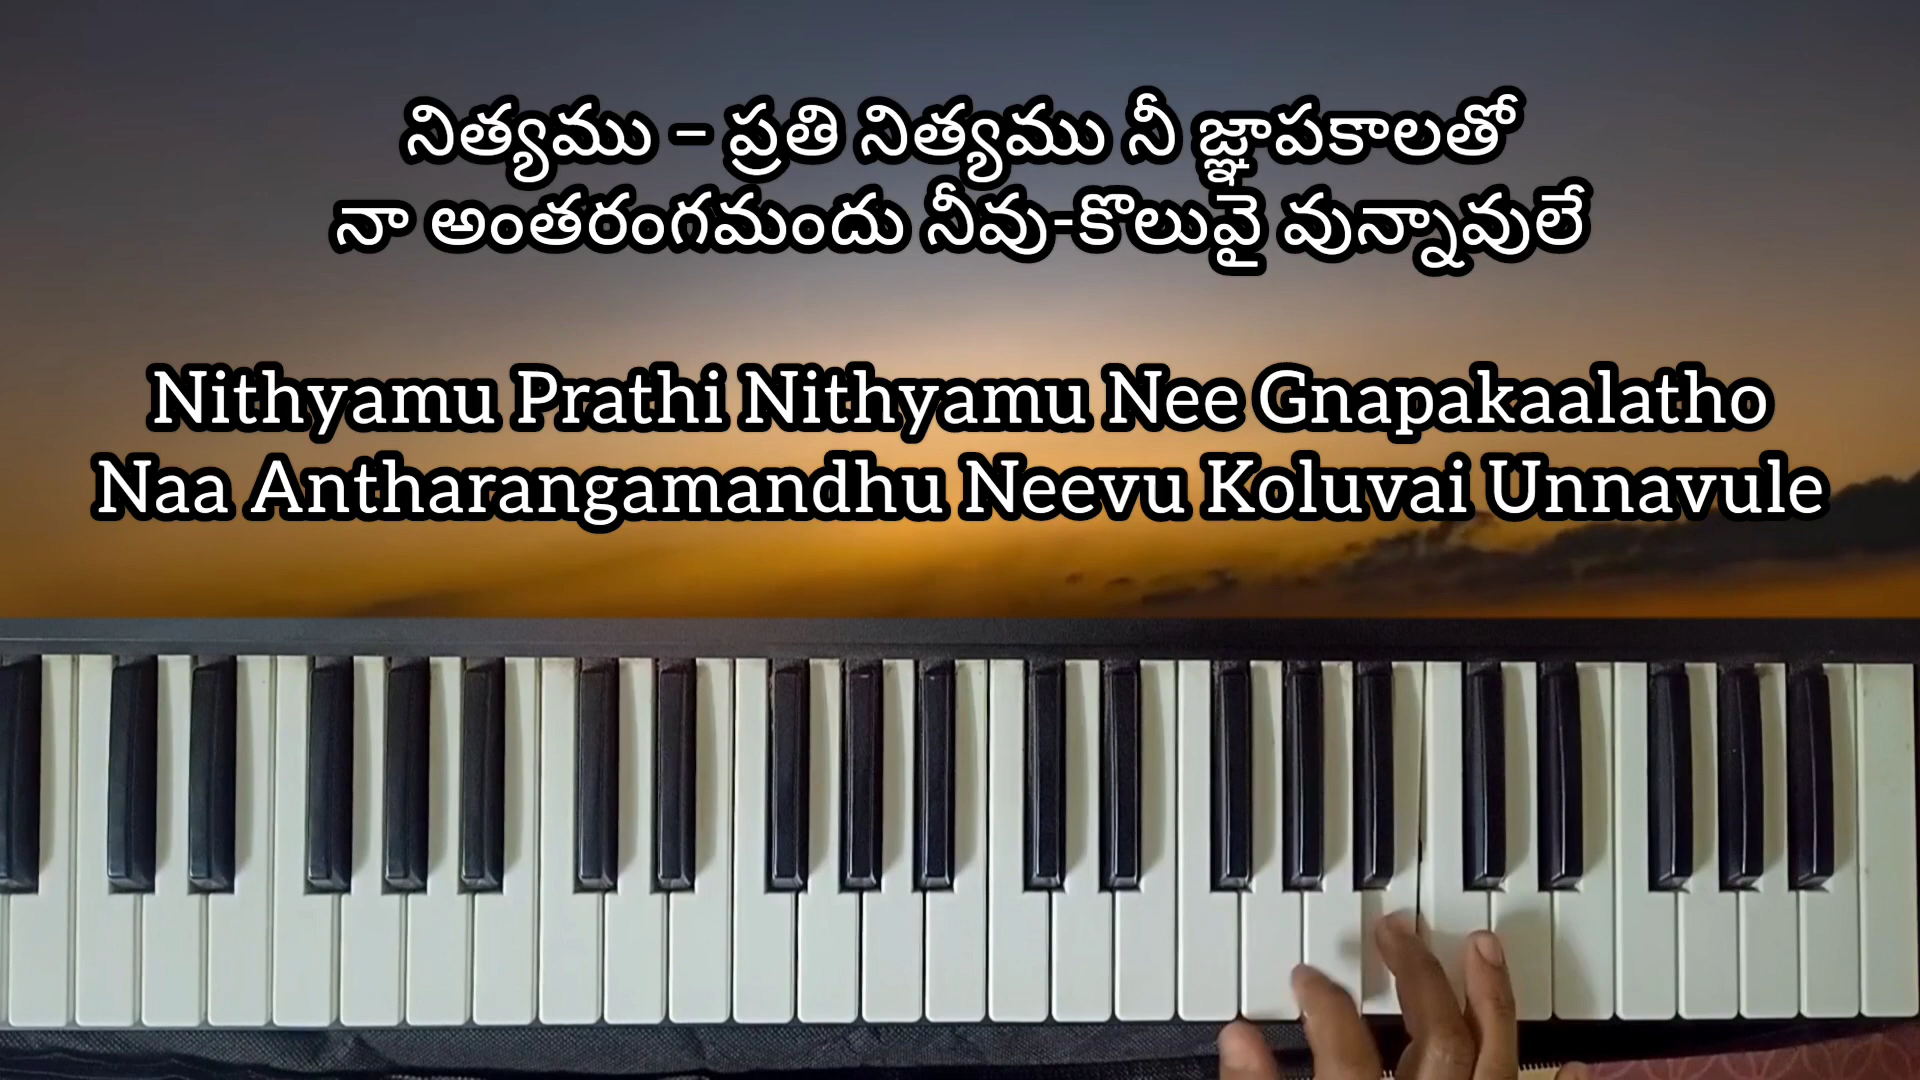 నిత్యము – ప్రతి నిత్యము నీ జ్ఞాపకాలతో
నా అంతరంగమందు నీవు-కొలువై వున్నావులే
Nithyamu Prathi Nithyamu Nee Gnapakaalatho
Naa Antharangamandhu Neevu Koluvai Unnavule